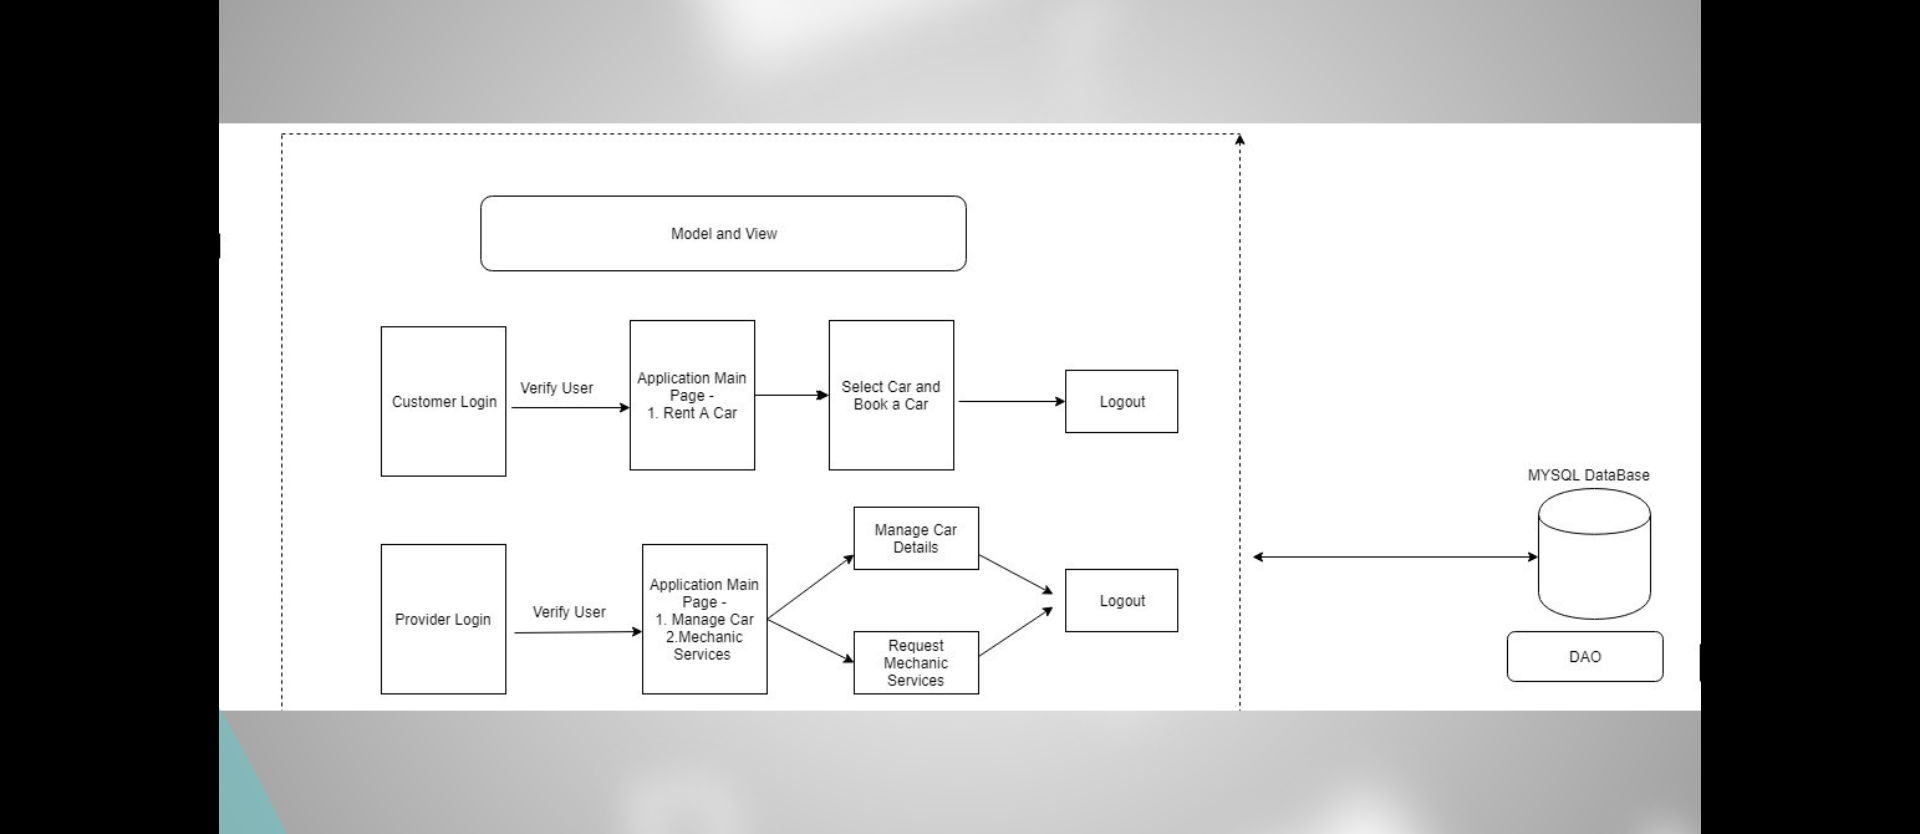 Model and View
Customer Login
Verify User
Application Main
Page -
1. Rent A Car
Select Car and
Book a Car
Logout
Provider Login
Verify User
Application Main
Page -
1. Manage Car
2.Mechanic
Services
Manage Car
Details
Request
Mechanic
Services
Logout
MYSQL DataBase
DAO